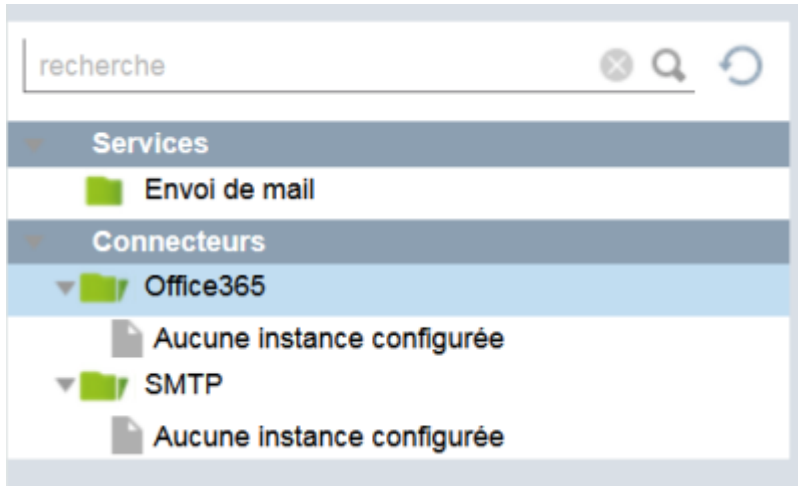 recherche
Services
Envoi de mail
Connecteurs
Office365
Aucune instance configurée
SMTP
Aucune instance configurée